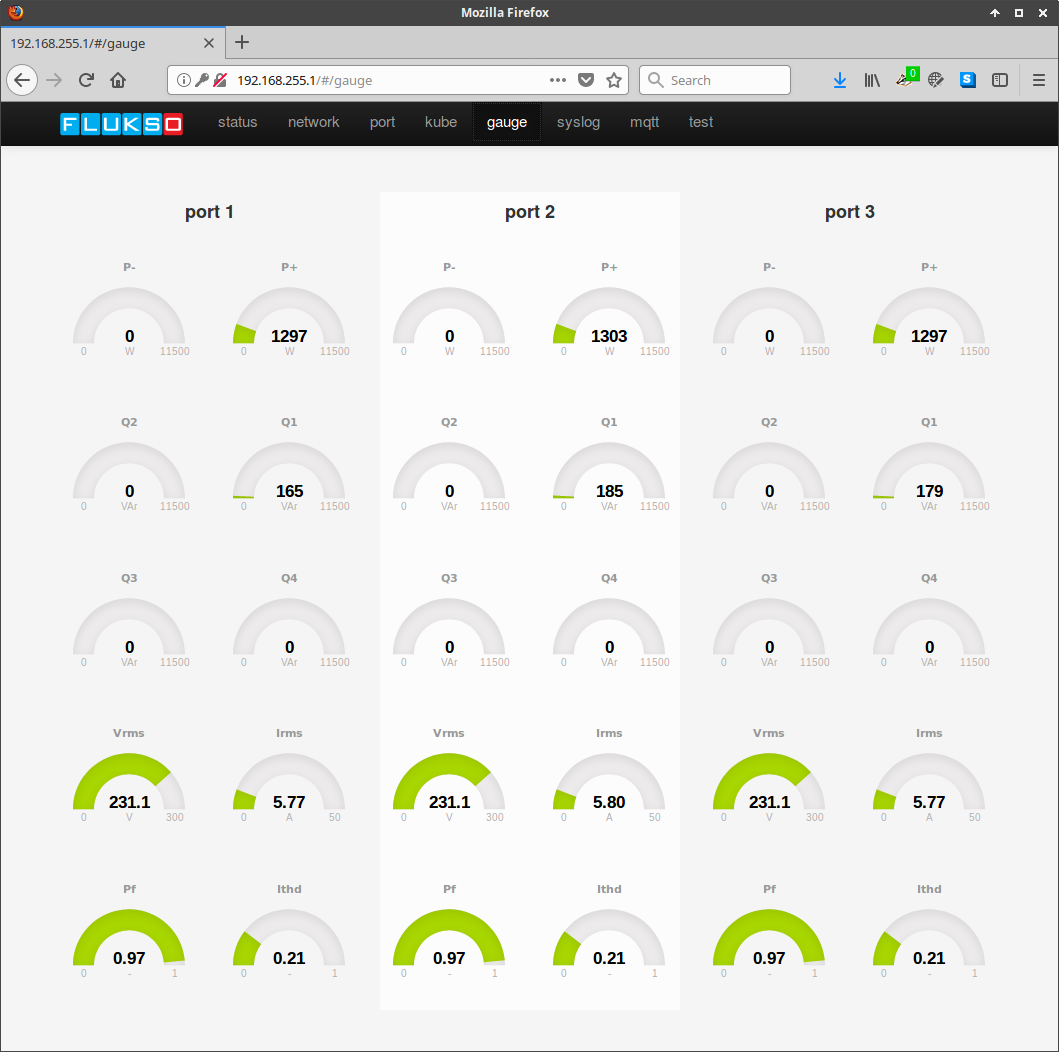 Mozilla Firefox
192.168.255.1/#/gauge
192.168.255.1/#/gauge
Search
0
S
FLUKSO
status network port kube gauge syslog mqtt test
port 1 port 2 port 3
P- P+ P- P+ P- P+
0 1297 0 1303 0 1297
0 W 11500 0 W 11500 0 W 11500 0 W 11500 0 W 11500 0 W 11500
Q2 Q1 Q2 Q1 Q2 Q1
0 165 0 185 0 179
0 VAr 11500 0 VAr 11500 0 VAr 11500 0 VAr 11500 0 VAr 11500 0 VAr 11500
Q3 Q4 Q3 Q4 Q3 Q4
0 0 0 0 0 0
0 VAr 11500 0 VAr 11500 0 VAr 11500 0 VAr 11500 0 VAr 11500 0 VAr 11500
Vrms Irms Vrms Irms Vrms Irms
231.1 5.77 231.1 5.80 231.1 5.77
0 V 300 0 A 50 0 V 300 0 A 50 0 V 300 0 A 50
Pf Ithd Pf Ithd Pf Ithd
0.97 0.21 0.97 0.21 0.97 0.21
0 - 1 0 - 1 0 - 1 0 - 1 0 - 1 0 - 1